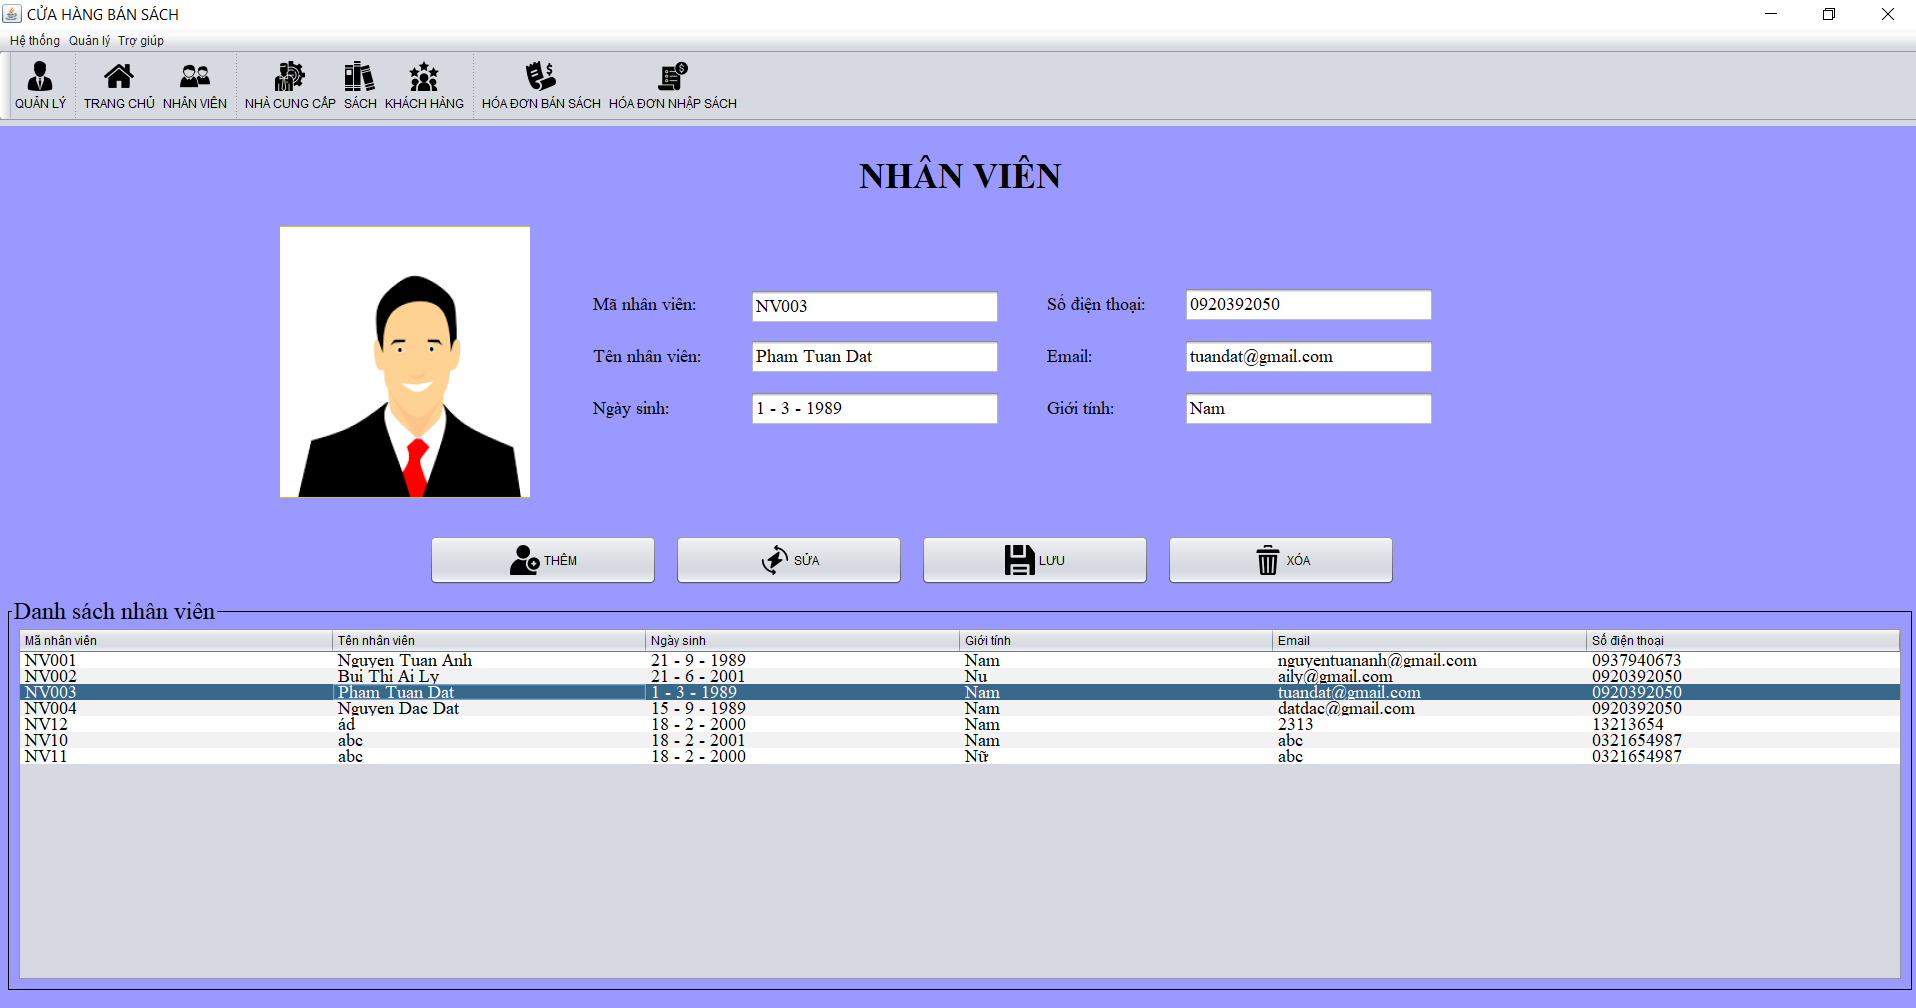 CỬA HÀNG BÁN SÁCH
Hệ thống Quản lý Trợ giúp
QUẢN LÝ TRANG CHỦ NHÂN VIÊN NHÀ CUNG CẤP SÁCH KHÁCH HÀNG HÓA ĐƠN BÁN SÁCH HÓA ĐƠN NHẬP SÁCH
NHÂN VIÊN
Mã nhân viên: NV003 Số điện thoại: 0920392050
Tên nhân viên: Pham Tuan Dat Email: tuandat@gmail.com
Ngày sinh: 1 - 3 - 1989 Giới tính: Nam
THÊM SỬA LƯU XÓA
Danh sách nhân viên
Mã nhân viên Tên nhân viên Ngày sinh Giới tính Email Số điện thoại
NV001 Nguyen Tuan Anh 21 - 9 - 1989 Nam nguyentuananh@gmail.com 0937940673
NV002 Bui Thi Ai Ly 21 - 6 - 2001 Nu aily@gmail.com 0920392050
NV003 Pham Tuan Dat 1 - 3 - 1989 Nam tuandat@gmail.com 0920392050
NV004 Nguyen Dac Dat 15 - 9 - 1989 Nam datdac@gmail.com 0920392050
NV12 ád 18 - 2 - 2000 Nam 2313 13213654
NV10 abc 18 - 2 - 2001 Nam abc 0321654987
NV11 abc 18 - 2 - 2000 Nữ abc 0321654987